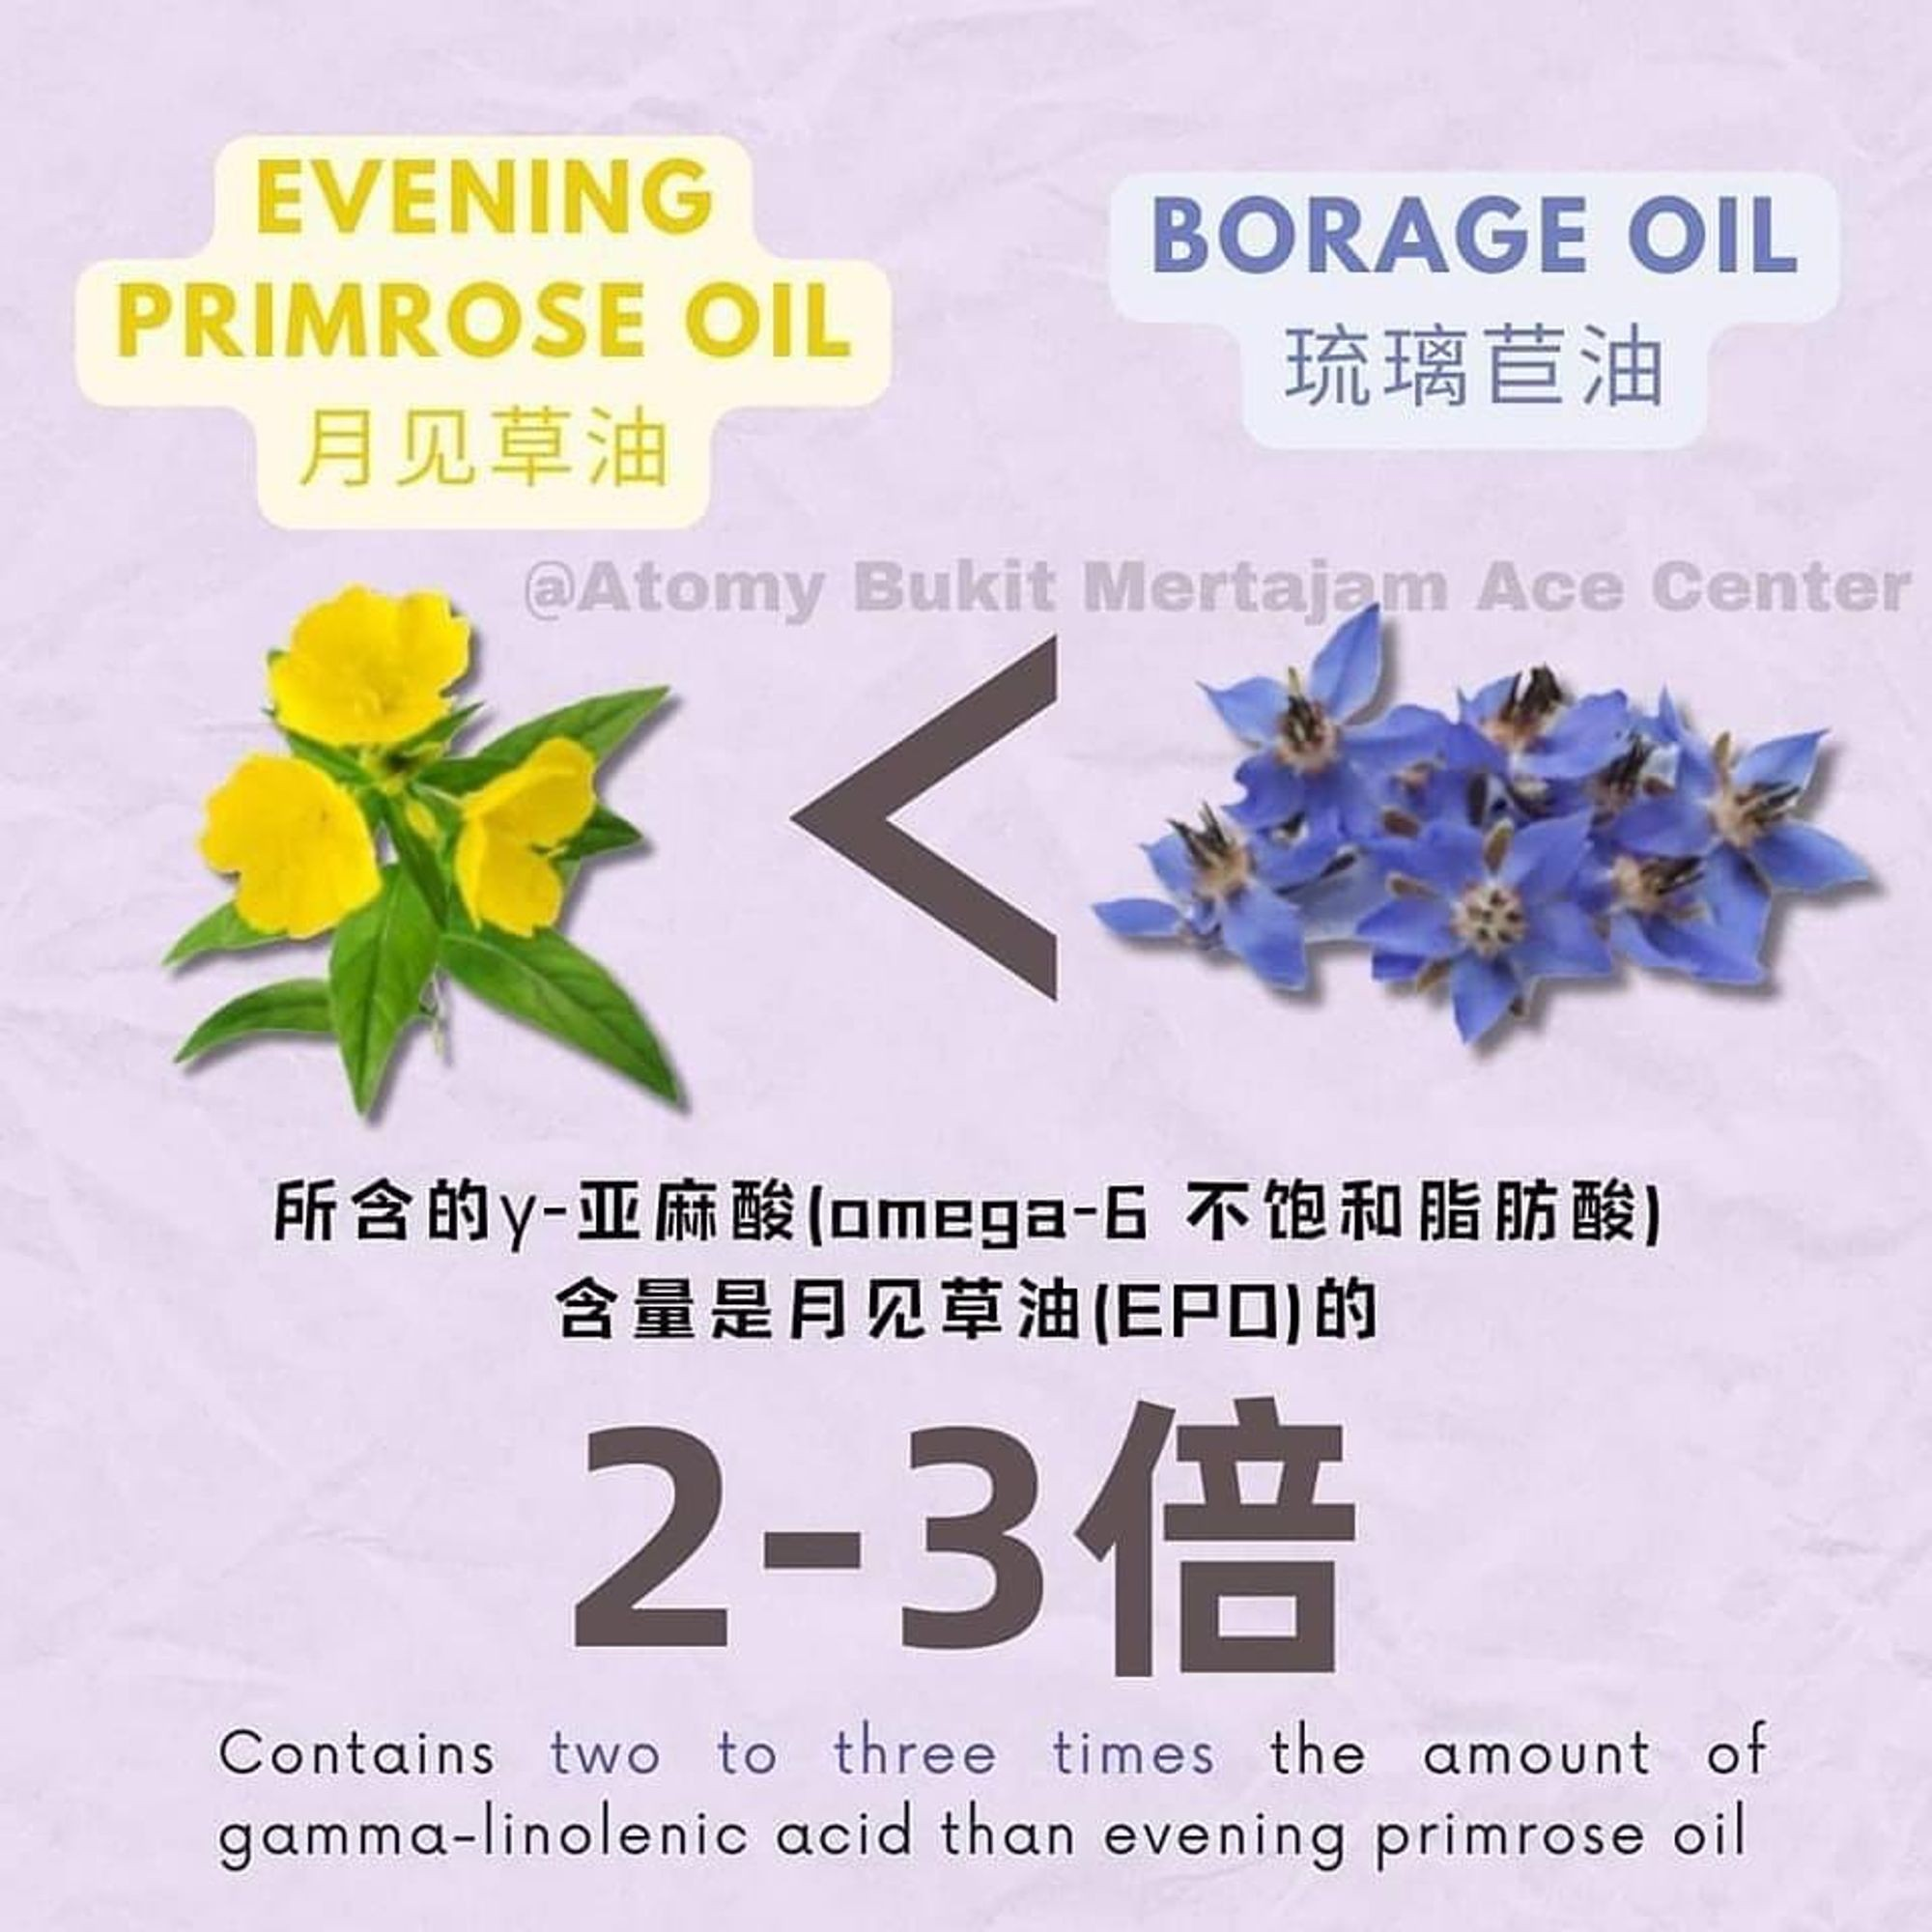 EVENING
PRIMROSE OIL
月见草油
BORAGE OIL
琉璃苣油
@Atomy Bukit Mertajam Ace Center
<
所含的γ-亚麻酸(omega-6 不饱和脂肪酸)
含量是月见草油(EPO)的
2-3倍
Contains two to three times the amount of
gamma-linolenic acid than evening primrose oil